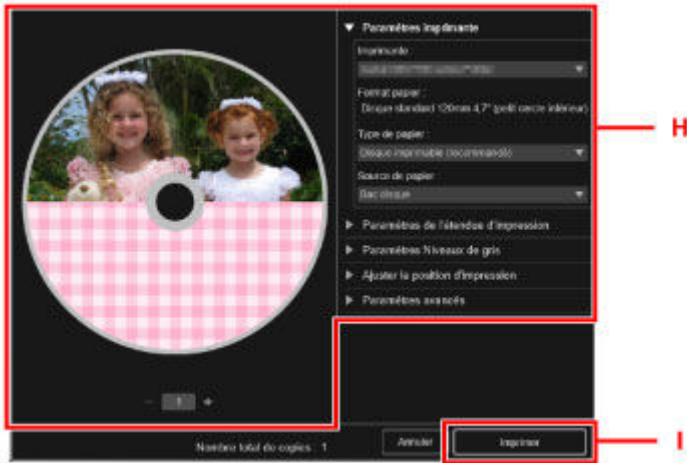 Paramètres imprimante
Imprimante
Format papier :
Disque standard 120mm 4,7" (petit cercle intérieur)
H
Type de papier :
Disque imprimable (recommandé)
Source de papier
Bac disque
Paramètres de l'étendue d'impression
Paramètres Niveaux de gris
Ajuster la position d'impression
Paramètres avancés
− 1 +
Nombre total de copies : 1
Annuler
Imprimer
I